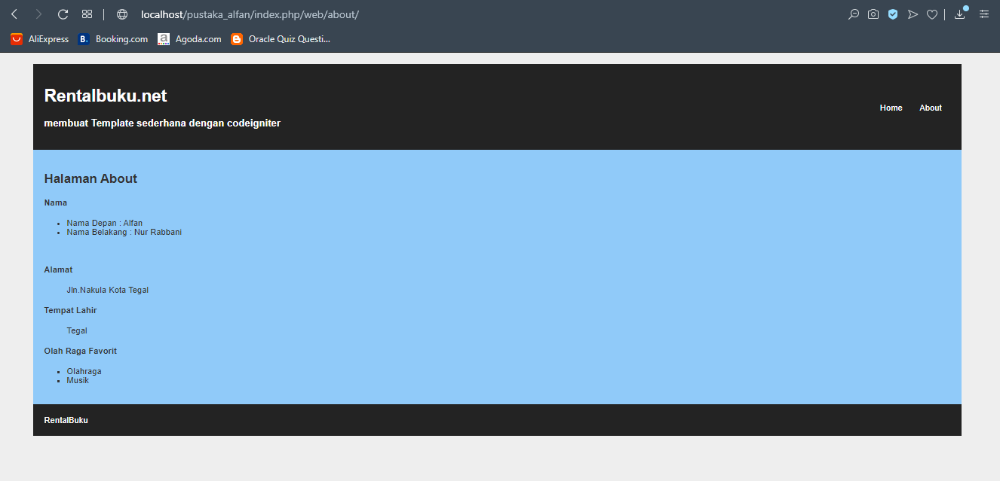 localhost/pustaka_alfan/index.php/web/about/
AliExpress B. Booking.com a Agoda.com Oracle Quiz Questi...
Rentalbuku.net
membuat Template sederhana dengan codeigniter
Home About
Halaman About
Nama
Nama Depan : Alfan
Nama Belakang : Nur Rabbani
Alamat
Jln.Nakula Kota Tegal
Tempat Lahir
Tegal
Olah Raga Favorit
Olahraga
Musik
RentalBuku